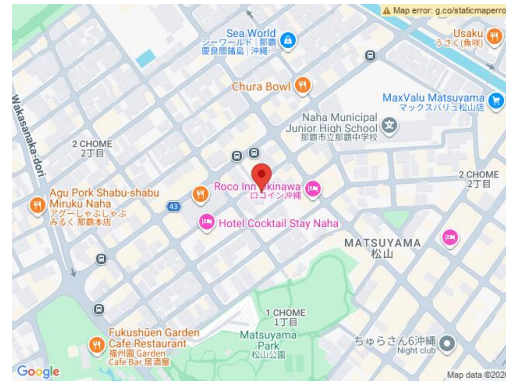 Map error: g.co/staticmaperro
Sea World
シーワールド | 那覇
慶良間諸島 | 沖縄…
Usaku
うさく(魚咲)
Chura Bowl
MaxValu Matsuyama
マックスバリュ松山店
Wakasanaka-dori
Naha Municipal
Junior High School
那覇市立那覇中学校
2 CHOME
2丁目
2 CHOME
2丁目
Agu Pork Shabu-shabu
Miruku Naha
アグーしゃぶしゃぶ
みるく 那覇本店
Roco Inn Okinawa
ロコイン沖縄
43
Hotel Cocktail Stay Naha
MATSUYAMA
松山
1 CHOME
1丁目
Fukushūen Garden
Cafe Restaurant
福州園 Garden
Cafe Bar 居酒屋
Matsuyama
Park
松山公園
ちゅらさん6沖縄
Night club
Google
Map data ©2026